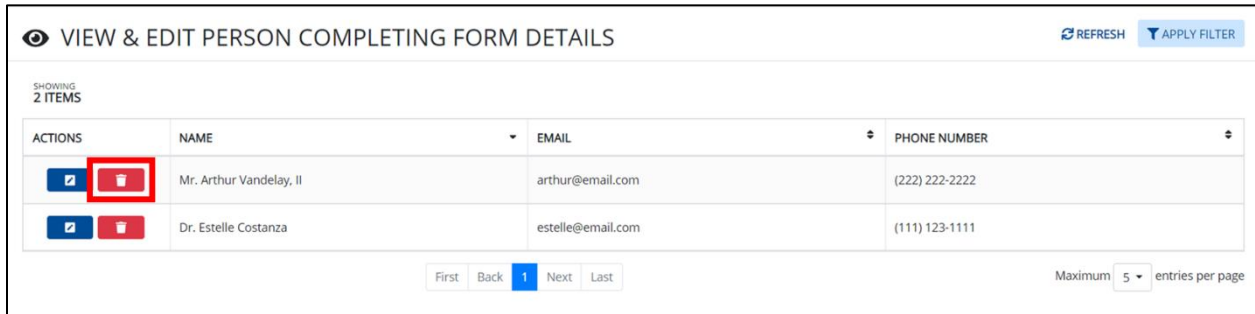 VIEW & EDIT PERSON COMPLETING FORM DETAILS
REFRESH APPLY FILTER
SHOWING
2 ITEMS
ACTIONS NAME EMAIL PHONE NUMBER
Mr. Arthur Vandelay, II arthur@email.com (222) 222-2222
Dr. Estelle Costanza estelle@email.com (111) 123-1111
First Back 1 Next Last Maximum 5 entries per page